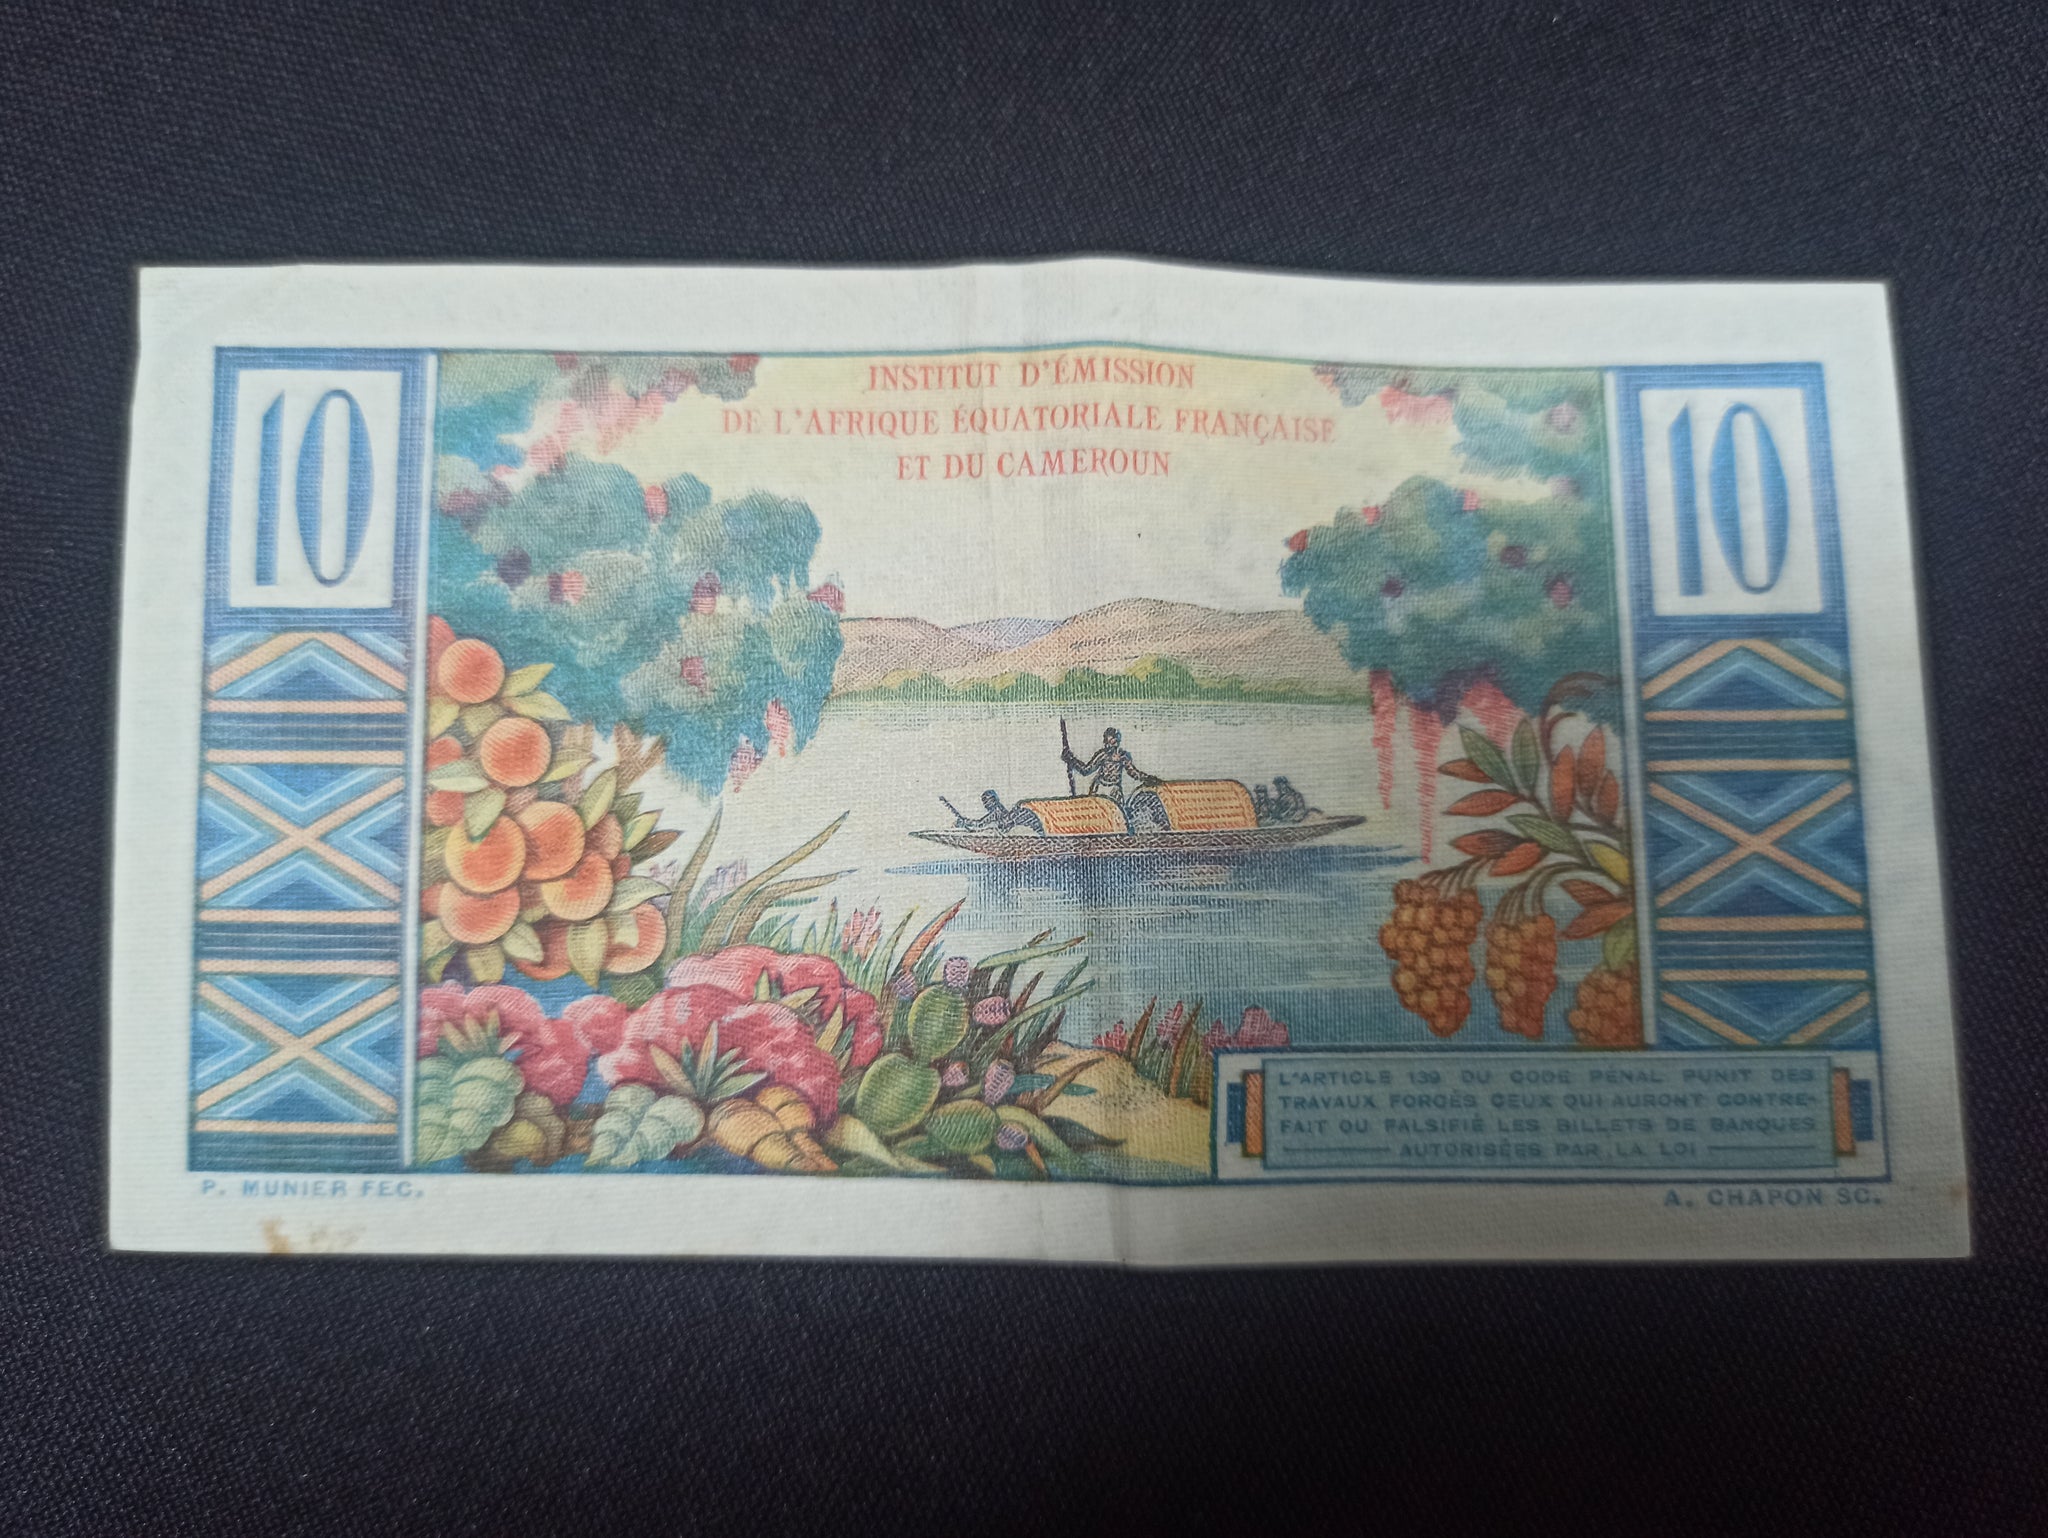 INSTITUT D'ÉMISSION
DE L'AFRIQUE ÉQUATORIALE FRANÇAISE
ET DU CAMEROUN
10
10
L'ARTICLE 139 DU CODE PÉNAL PUNIT DES
TRAVAUX FORCÉS CEUX QUI AURONT CONTRE-
FAIT OU FALSIFIÉ LES BILLETS DE BANQUES
AUTORISÉES PAR LA LOI
P. MUNIER FEC.
A. CHAPON SC.